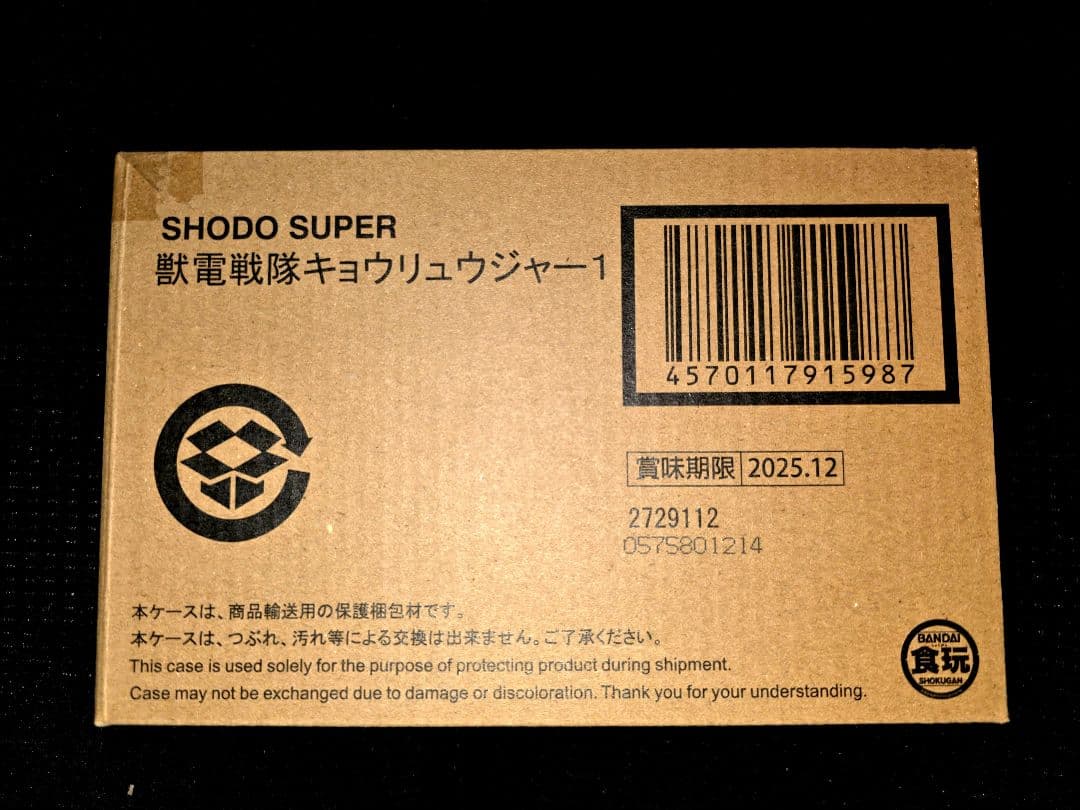 SHODO SUPER
獣電戦隊キョウリュウジャー1
4570117915987
賞味期限 2025.12
2729112
0575801214
本ケースは、商品輸送用の保護梱包材です。
本ケースは、つぶれ、汚れ等による交換は出来ません。ご了承ください。
This case is used solely for the purpose of protecting product during shipment.
Case may not be exchanged due to damage or discoloration. Thank you for your understanding.
BANDAI
食玩
SHOKUGAN